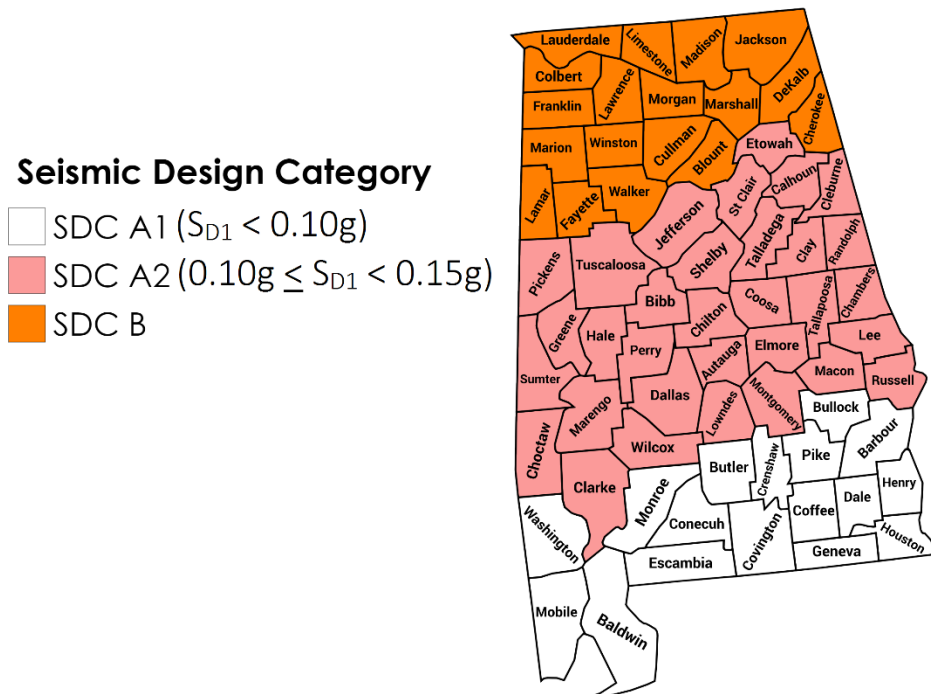 Seismic Design Category
SDC A1 (S_D1 < 0.10g)
SDC A2 (0.10g ≤ S_D1 < 0.15g)
SDC B
Lauderdale
Limestone
Madison
Jackson
Colbert
Lawrence
DeKalb
Franklin
Morgan
Marshall
Cherokee
Marion
Winston
Cullman
Blount
Etowah
Lamar
Fayette
Walker
Jefferson
St Clair
Calhoun
Cleburne
Pickens
Tuscaloosa
Shelby
Talladega
Clay
Randolph
Bibb
Chilton
Coosa
Tallapoosa
Chambers
Greene
Hale
Perry
Autauga
Elmore
Lee
Sumter
Dallas
Lowndes
Montgomery
Macon
Russell
Marengo
Bullock
Choctaw
Wilcox
Butler
Crenshaw
Pike
Barbour
Clarke
Monroe
Henry
Washington
Conecuh
Covington
Coffee
Dale
Houston
Escambia
Geneva
Mobile
Baldwin